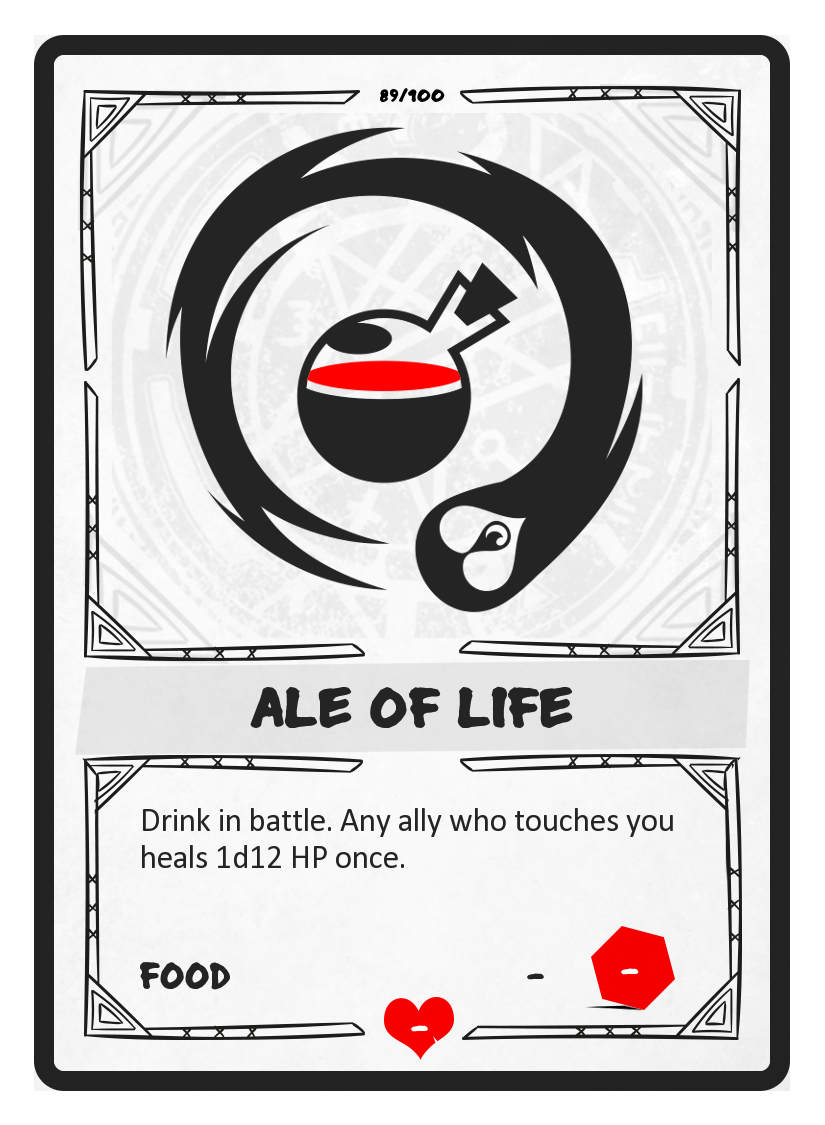 89/100
ALE OF LIFE
Drink in battle. Any ally who touches you
heals 1d12 HP once.
FOOD - -
-